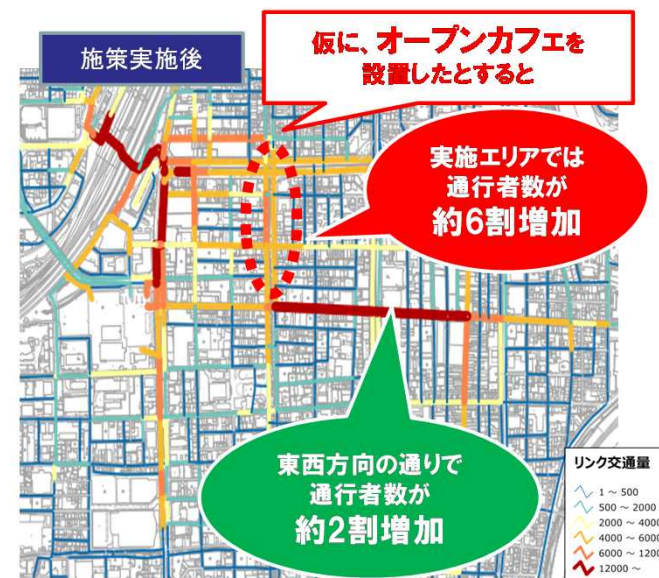 施策実施後
仮に、オープンカフェを
設置したとすると
実施エリアでは
通行者数が
約6割増加
東西方向の通りで
通行者数が
約2割増加
リンク交通量
1 ～ 500
500 ～ 2000
2000 ～ 4000
4000 ～ 6000
6000 ～ 1200
12000 ～